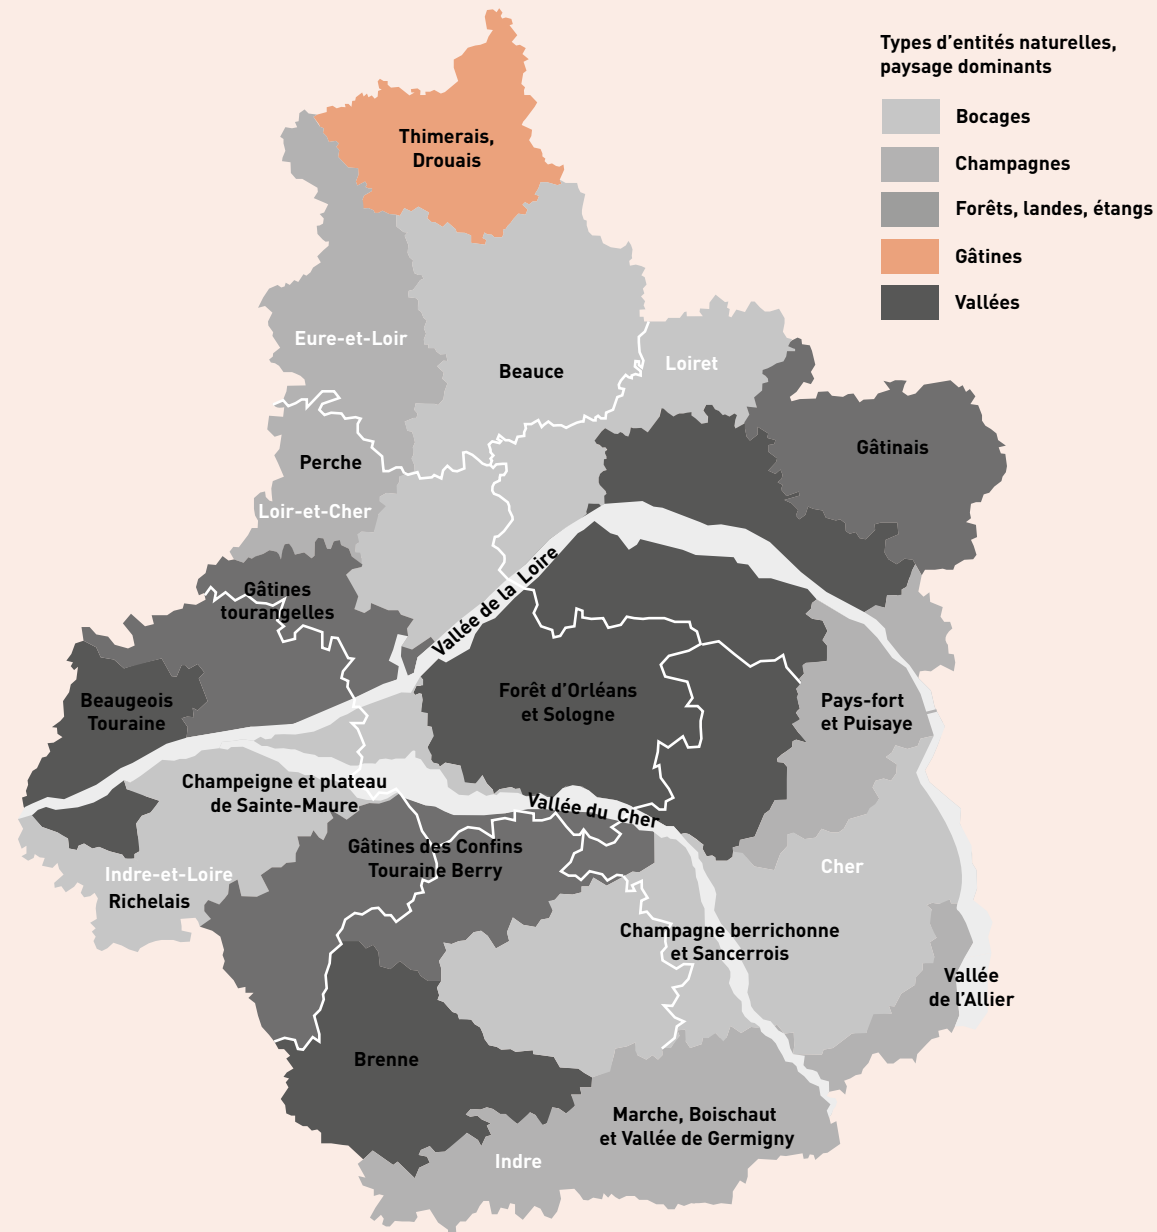 Types d'entités naturelles,
paysage dominants
Bocages
Champagnes
Forêts, landes, étangs
Gâtines
Vallées
Thimerais,
Drouais
Eure-et-Loir
Beauce
Loiret
Gâtinais
Perche
Loir-et-Cher
Vallée de la Loire
Gâtines
tourangelles
Beaugeois
Touraine
Forêt d'Orléans
et Sologne
Pays-fort
et Puisaye
Champeigne et plateau
de Sainte-Maure
Vallée du Cher
Gâtines des Confins
Touraine Berry
Indre-et-Loire
Richelais
Cher
Champagne berrichonne
et Sancerrois
Vallée
de l'Allier
Brenne
Marche, Boischaut
et Vallée de Germigny
Indre